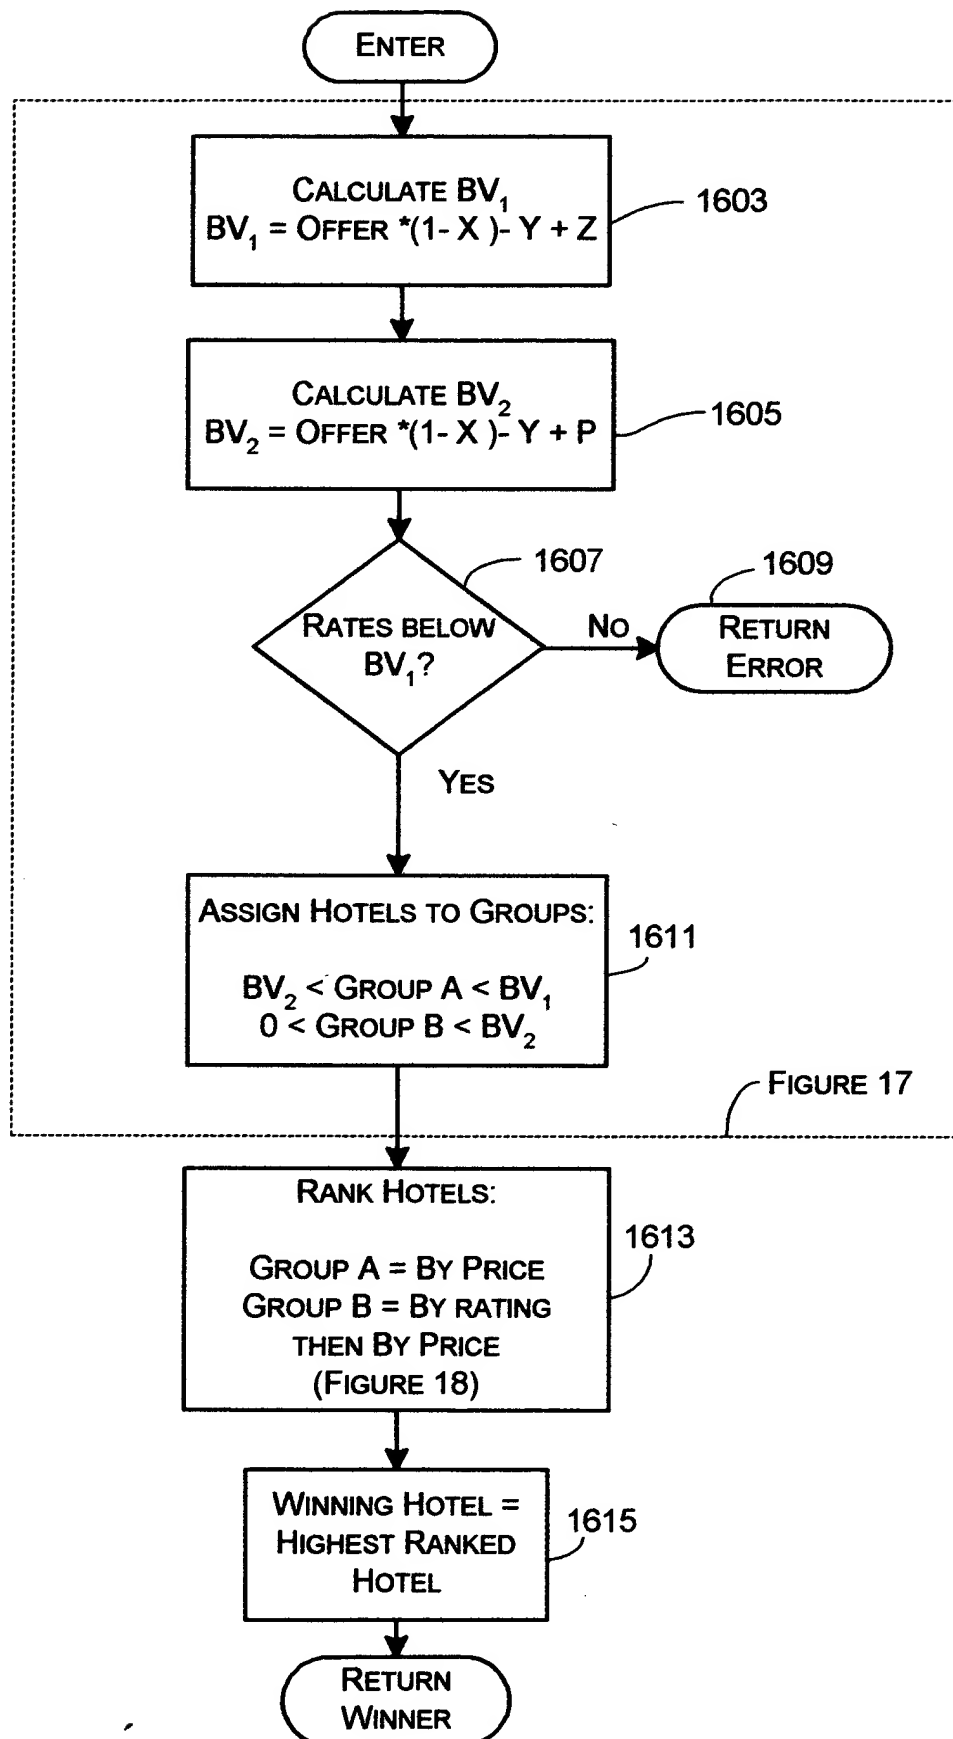 ENTER
CALCULATE BV₁
BV₁ = OFFER *(1- X )- Y + Z
1603
CALCULATE BV₂
BV₂ = OFFER *(1- X )- Y + P
1605
1607
RATES BELOW
BV₁?
NO
1609
RETURN
ERROR
YES
ASSIGN HOTELS TO GROUPS:
BV₂ < GROUP A < BV₁
0 < GROUP B < BV₂
1611
FIGURE 17
RANK HOTELS:
GROUP A = BY PRICE
GROUP B = BY RATING
THEN BY PRICE
(FIGURE 18)
1613
WINNING HOTEL =
HIGHEST RANKED
HOTEL
1615
RETURN
WINNER